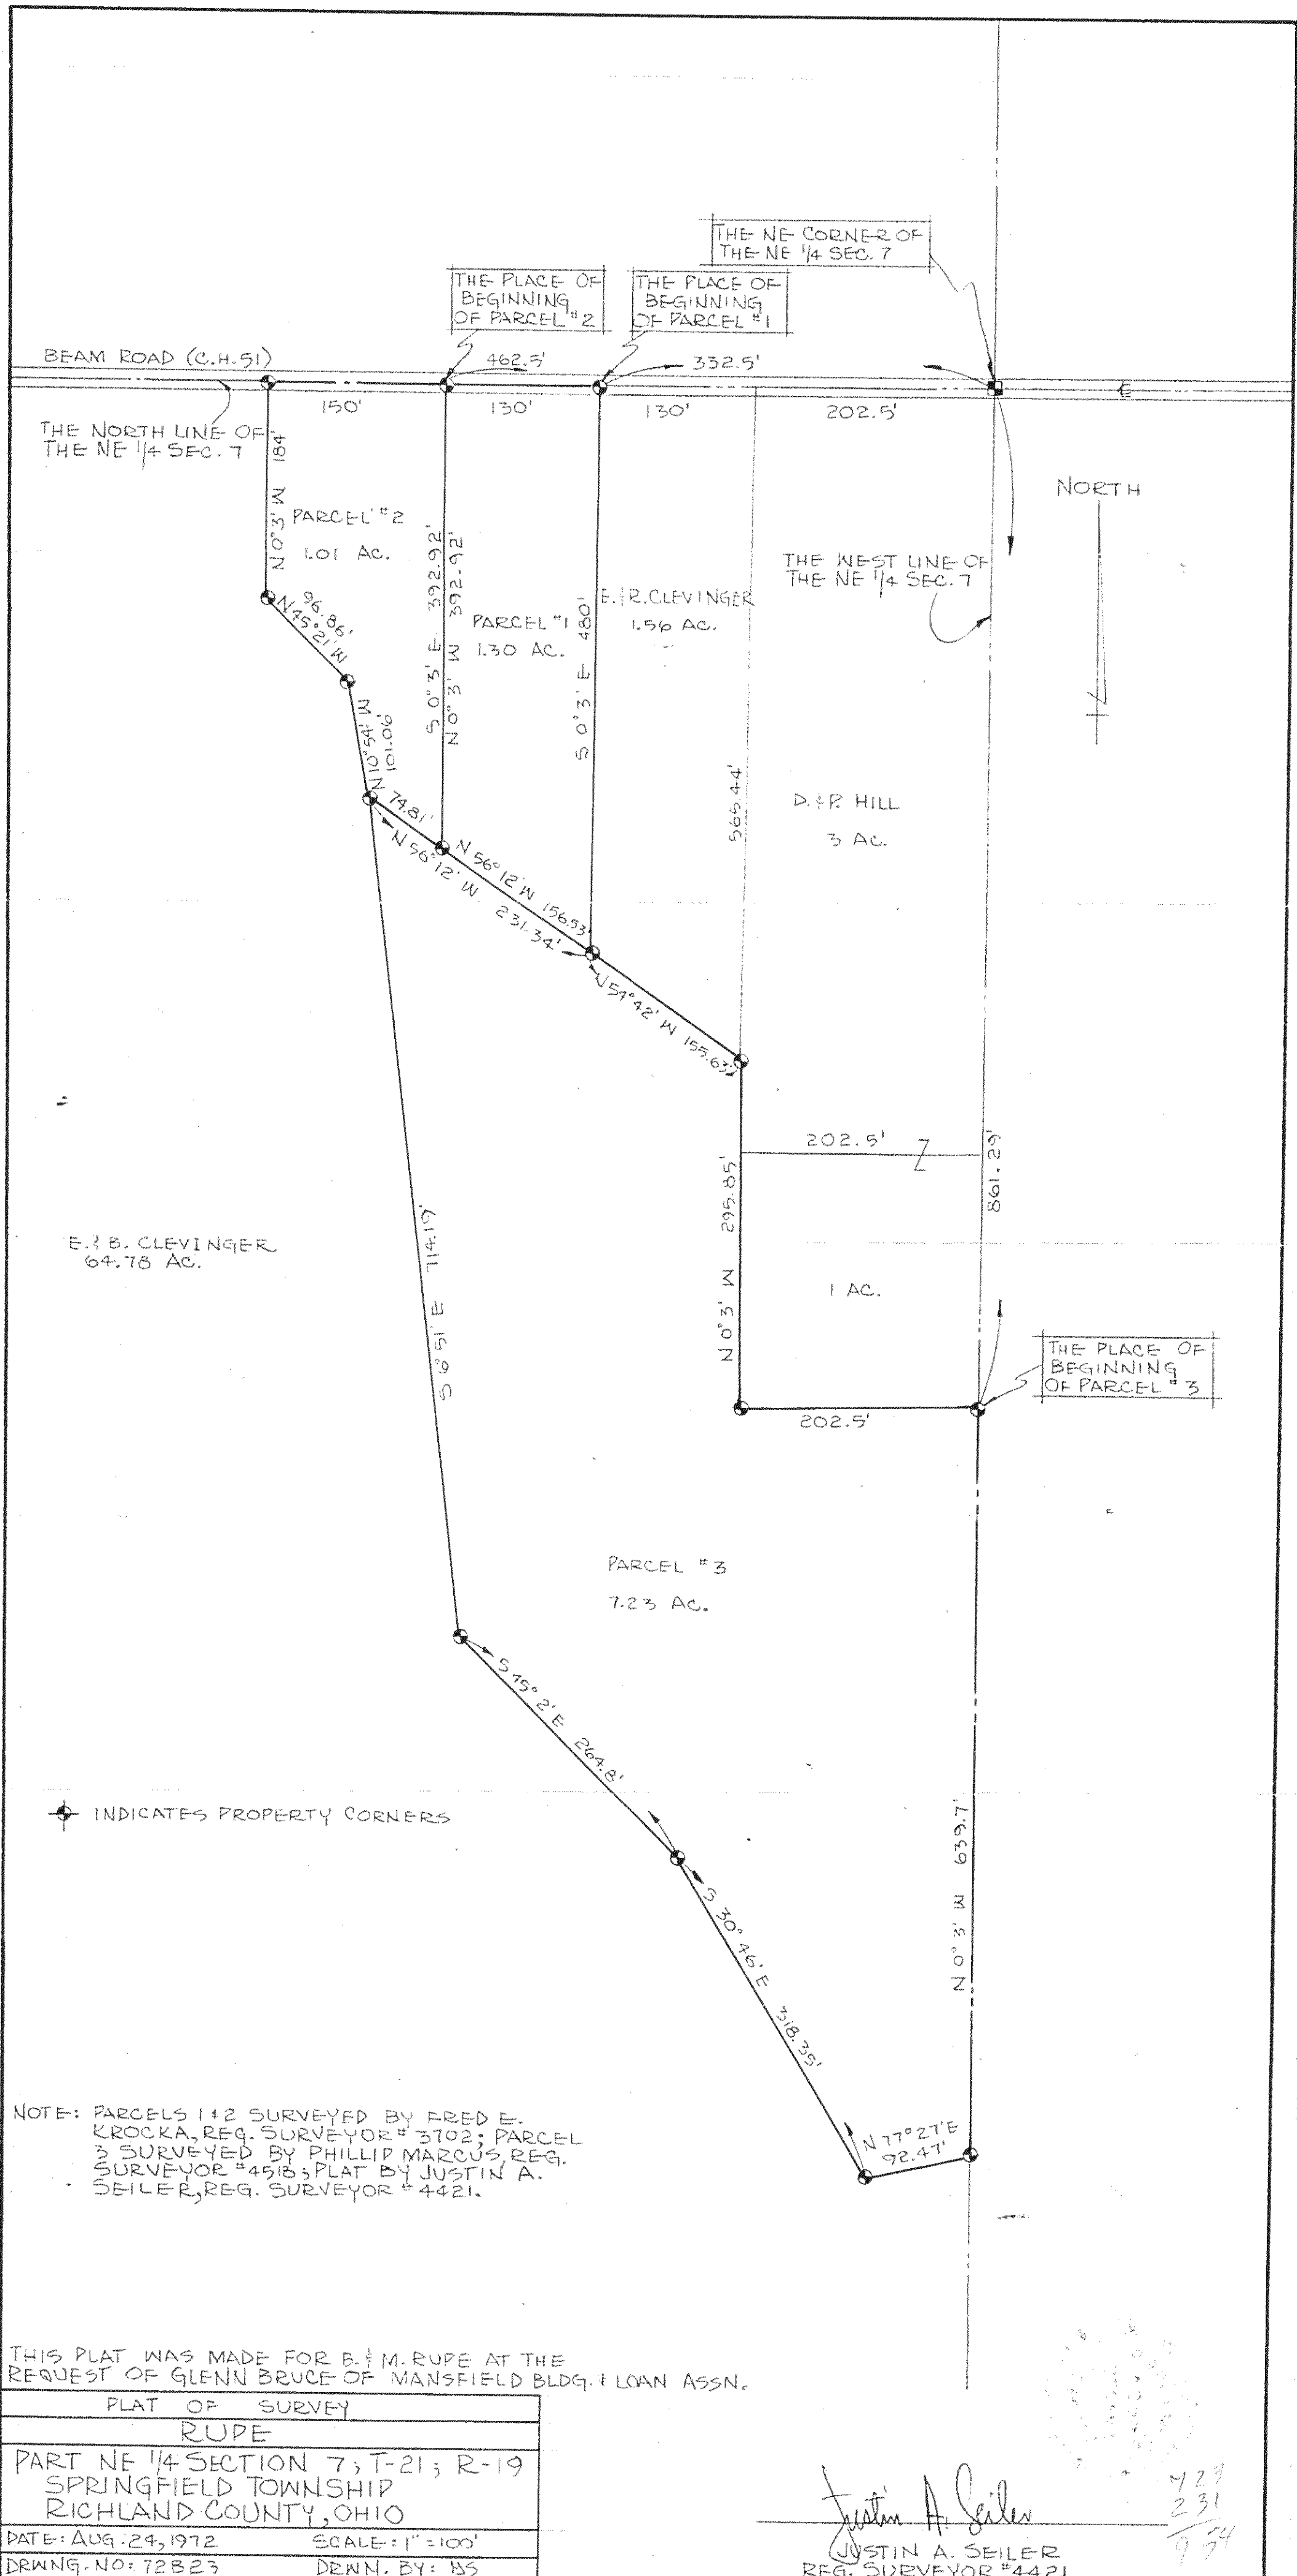 THE NE CORNER OF
THE NE 1/4 SEC. 7
THE PLACE OF
BEGINNING
OF PARCEL #2
THE PLACE OF
BEGINNING
OF PARCEL #1
BEAM ROAD (C.H.51)
462.5'
332.5'
150'
130'
130'
202.5'
THE NORTH LINE OF
THE NE 1/4 SEC. 7
N 0° 3' W 184'
PARCEL #2
1.01 AC.
NORTH
THE WEST LINE OF
THE NE 1/4 SEC. 7
S 0° 3' E 392.92'
N 0° 3' W 392.92'
PARCEL #1
1.30 AC.
S 0° 3' E 480'
E. & R. CLEVINGER
1.56 AC.
96.86'
N 45° 21' W
N 10° 54' W
101.06'
74.81'
N 56° 12' W 156.53'
N 56° 12' W 231.34'
565.44'
D. & P. HILL
3 AC.
N 54° 42' W 155.63'
202.5'
861.29'
N 0° 3' W 295.85'
S 6° 51' E 714.19'
E. & B. CLEVINGER
64.78 AC.
1 AC.
THE PLACE OF
BEGINNING
OF PARCEL #3
202.5'
PARCEL #3
7.23 AC.
S 45° 2' E 264.8'
INDICATES PROPERTY CORNERS
N 0° 3' W 639.7'
S 30° 46' E 318.35'
N 77° 27' E
92.47'
NOTE: PARCELS 1 & 2 SURVEYED BY FRED E.
KROCKA, REG. SURVEYOR # 3702; PARCEL
3 SURVEYED BY PHILLIP MARCUS, REG.
SURVEYOR #4518; PLAT BY JUSTIN A.
SEILER, REG. SURVEYOR #4421.
THIS PLAT WAS MADE FOR B. & M. RUPE AT THE
REQUEST OF GLENN BRUCE OF MANSFIELD BLDG. & LOAN ASSN.
PLAT OF SURVEY
RUPE
PART NE 1/4 SECTION 7; T-21; R-19
SPRINGFIELD TOWNSHIP
RICHLAND COUNTY, OHIO
DATE: AUG. 24, 1972 SCALE: 1" = 100'
DRWNG. NO: 72B23 DRWN. BY:
Justin A. Seiler
JUSTIN A. SEILER
REG. SURVEYOR #4421
723
231
954